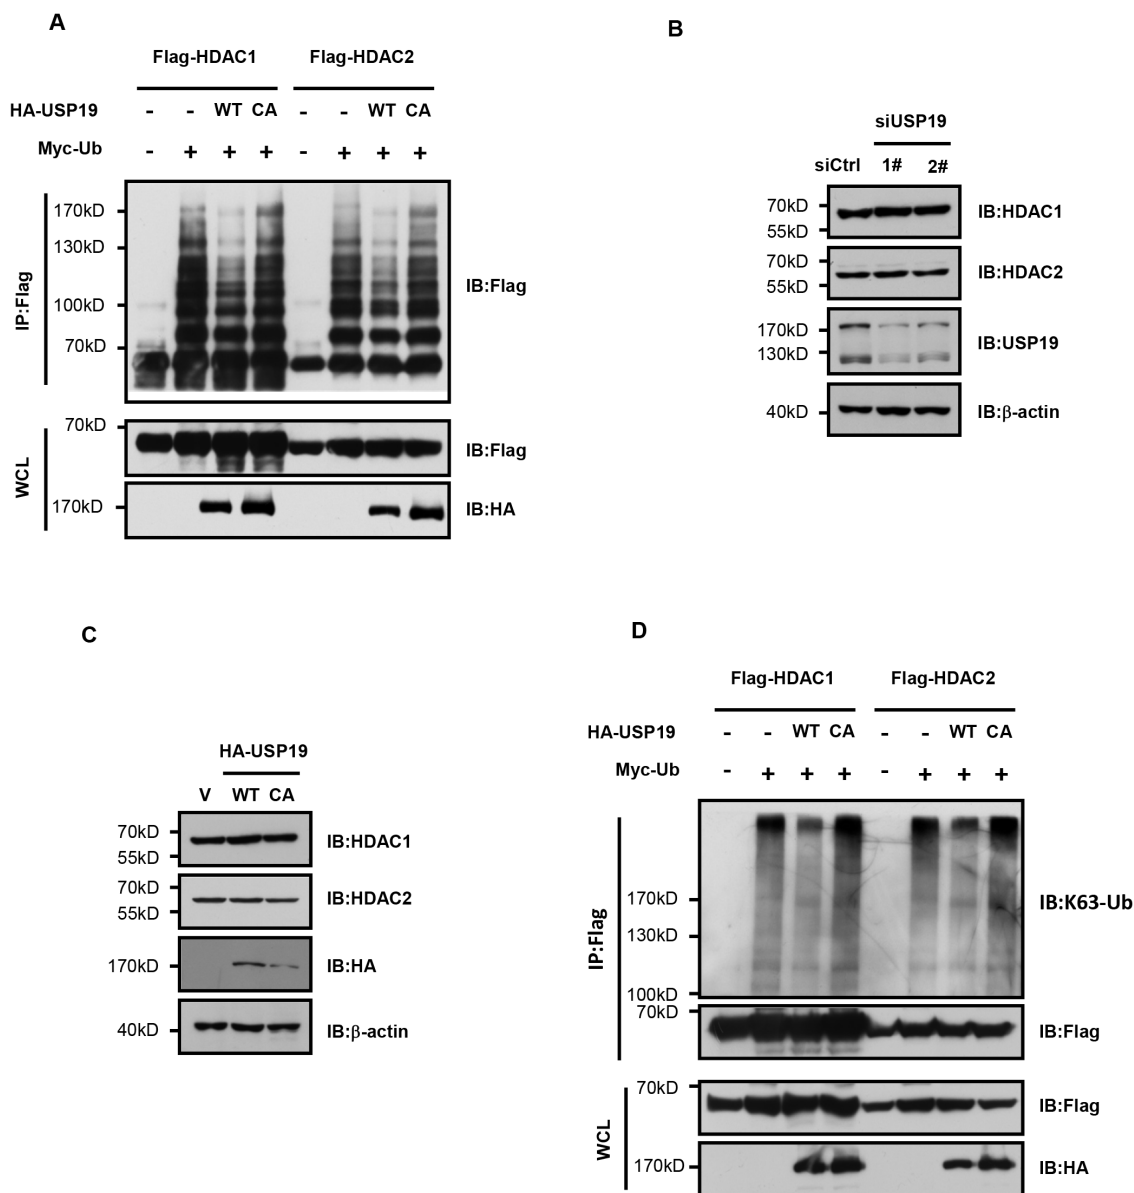 A
Flag-HDAC1 Flag-HDAC2
HA-USP19 - - WT CA - - WT CA
Myc-Ub - + + + - + + +
IP:Flag
170kD
130kD
100kD
70kD
IB:Flag
WCL
70kD
IB:Flag
170kD
IB:HA
B
siUSP19
siCtrl 1# 2#
70kD
55kD
IB:HDAC1
70kD
55kD
IB:HDAC2
170kD
130kD
IB:USP19
40kD
IB:β-actin
C
HA-USP19
V WT CA
70kD
55kD
IB:HDAC1
70kD
55kD
IB:HDAC2
170kD
IB:HA
40kD
IB:β-actin
D
Flag-HDAC1 Flag-HDAC2
HA-USP19 - - WT CA - - WT CA
Myc-Ub - + + + - + + +
IP:Flag
170kD
130kD
100kD
IB:K63-Ub
70kD
IB:Flag
WCL
70kD
IB:Flag
170kD
IB:HA